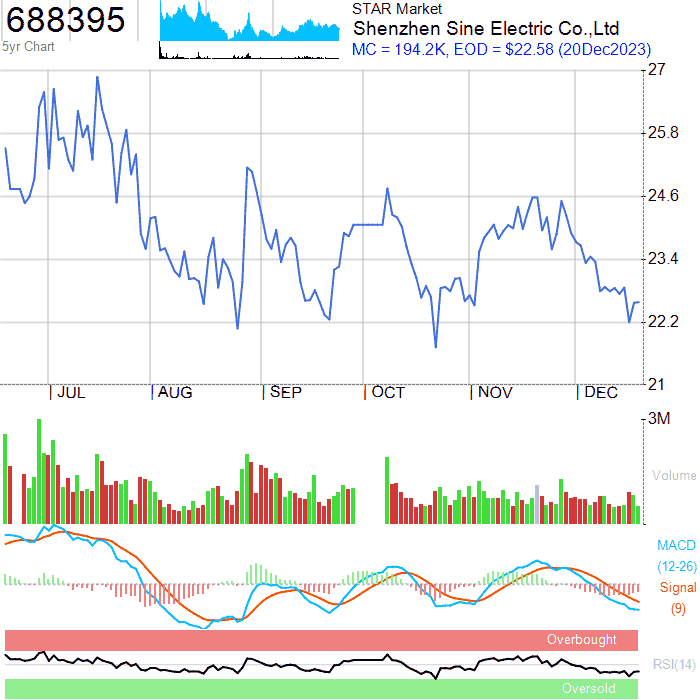 688395
5yr Chart
STAR Market
Shenzhen Sine Electric Co.,Ltd
MC = 194.2K, EOD = $22.58 (20Dec2023)
27
25.8
24.6
23.4
22.2
21
JUL AUG SEP OCT NOV DEC
3M
Volume
MACD
(12-26)
Signal
(9)
Overbought
RSI(14)
Oversold